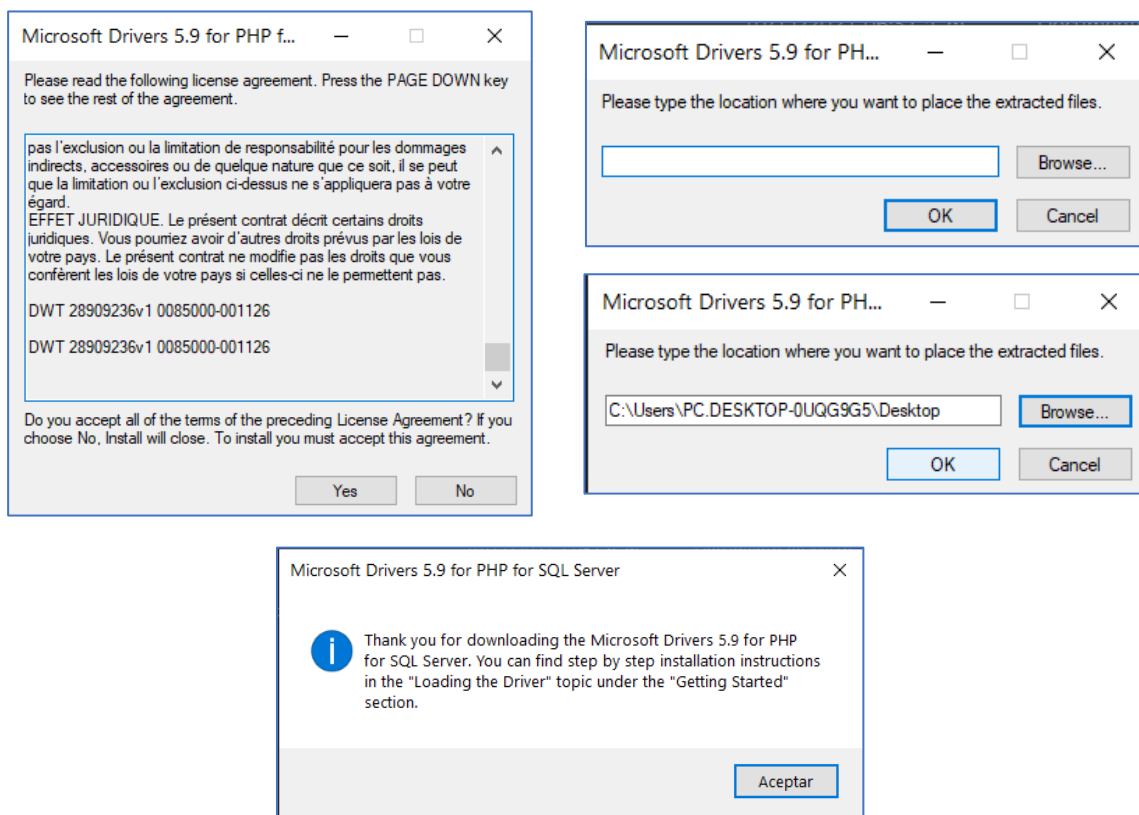 Microsoft Drivers 5.9 for PHP f...
Please read the following license agreement. Press the PAGE DOWN key
to see the rest of the agreement.
pas l'exclusion ou la limitation de responsabilité pour les dommages
indirects, accessoires ou de quelque nature que ce soit, il se peut
que la limitation ou l'exclusion ci-dessus ne s'appliquera pas à votre
égard.
EFFET JURIDIQUE. Le présent contrat décrit certains droits
juridiques. Vous pourriez avoir d'autres droits prévus par les lois de
votre pays. Le présent contrat ne modifie pas les droits que vous
confèrent les lois de votre pays si celles-ci ne le permettent pas.
DWT 28909236v1 0085000-001126
DWT 28909236v1 0085000-001126
Do you accept all of the terms of the preceding License Agreement? If you
choose No, Install will close. To install you must accept this agreement.
Yes No
Microsoft Drivers 5.9 for PH...
Please type the location where you want to place the extracted files.
Browse...
OK Cancel
Microsoft Drivers 5.9 for PH...
Please type the location where you want to place the extracted files.
C:\Users\PC.DESKTOP-0UQG9G5\Desktop Browse...
OK Cancel
Microsoft Drivers 5.9 for PHP for SQL Server
Thank you for downloading the Microsoft Drivers 5.9 for PHP
for SQL Server. You can find step by step installation instructions
in the "Loading the Driver" topic under the "Getting Started"
section.
Aceptar